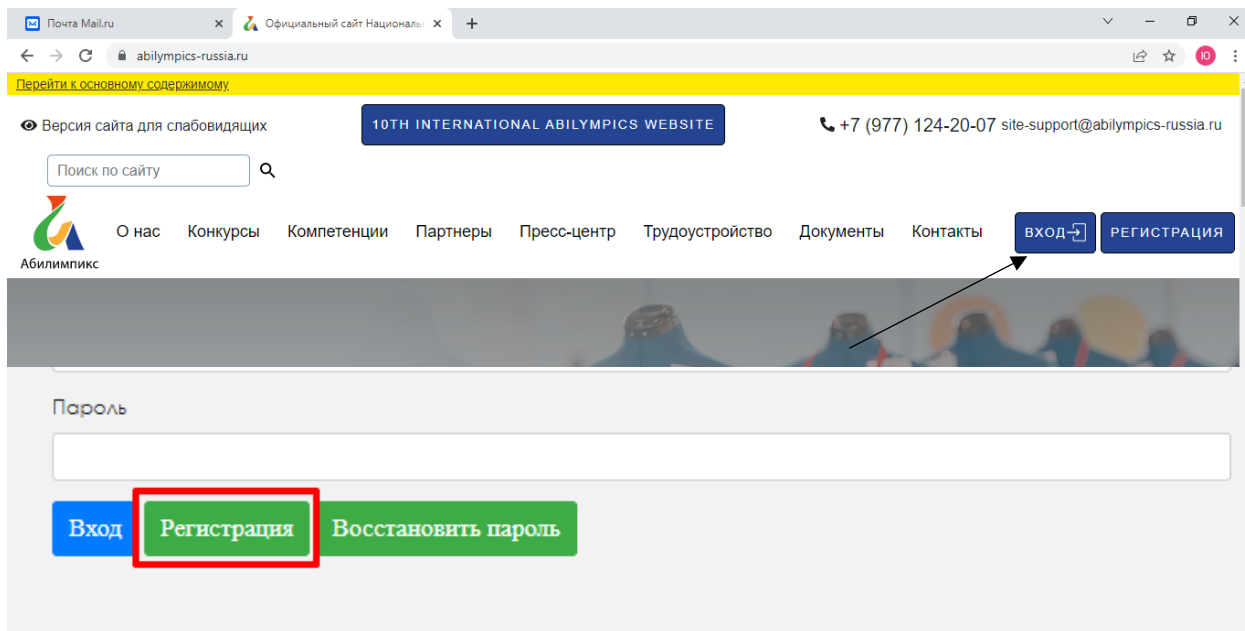 Почта Mail.ru
Официальный сайт Национальн
abilympics-russia.ru
Ю
Перейти к основному содержимому
Версия сайта для слабовидящих
10TH INTERNATIONAL ABILYMPICS WEBSITE
+7 (977) 124-20-07 site-support@abilympics-russia.ru
Поиск по сайту
Абилимпикс
О нас Конкурсы Компетенции Партнеры Пресс-центр Трудоустройство Документы Контакты ВХОД РЕГИСТРАЦИЯ
Пароль
Вход Регистрация Восстановить пароль